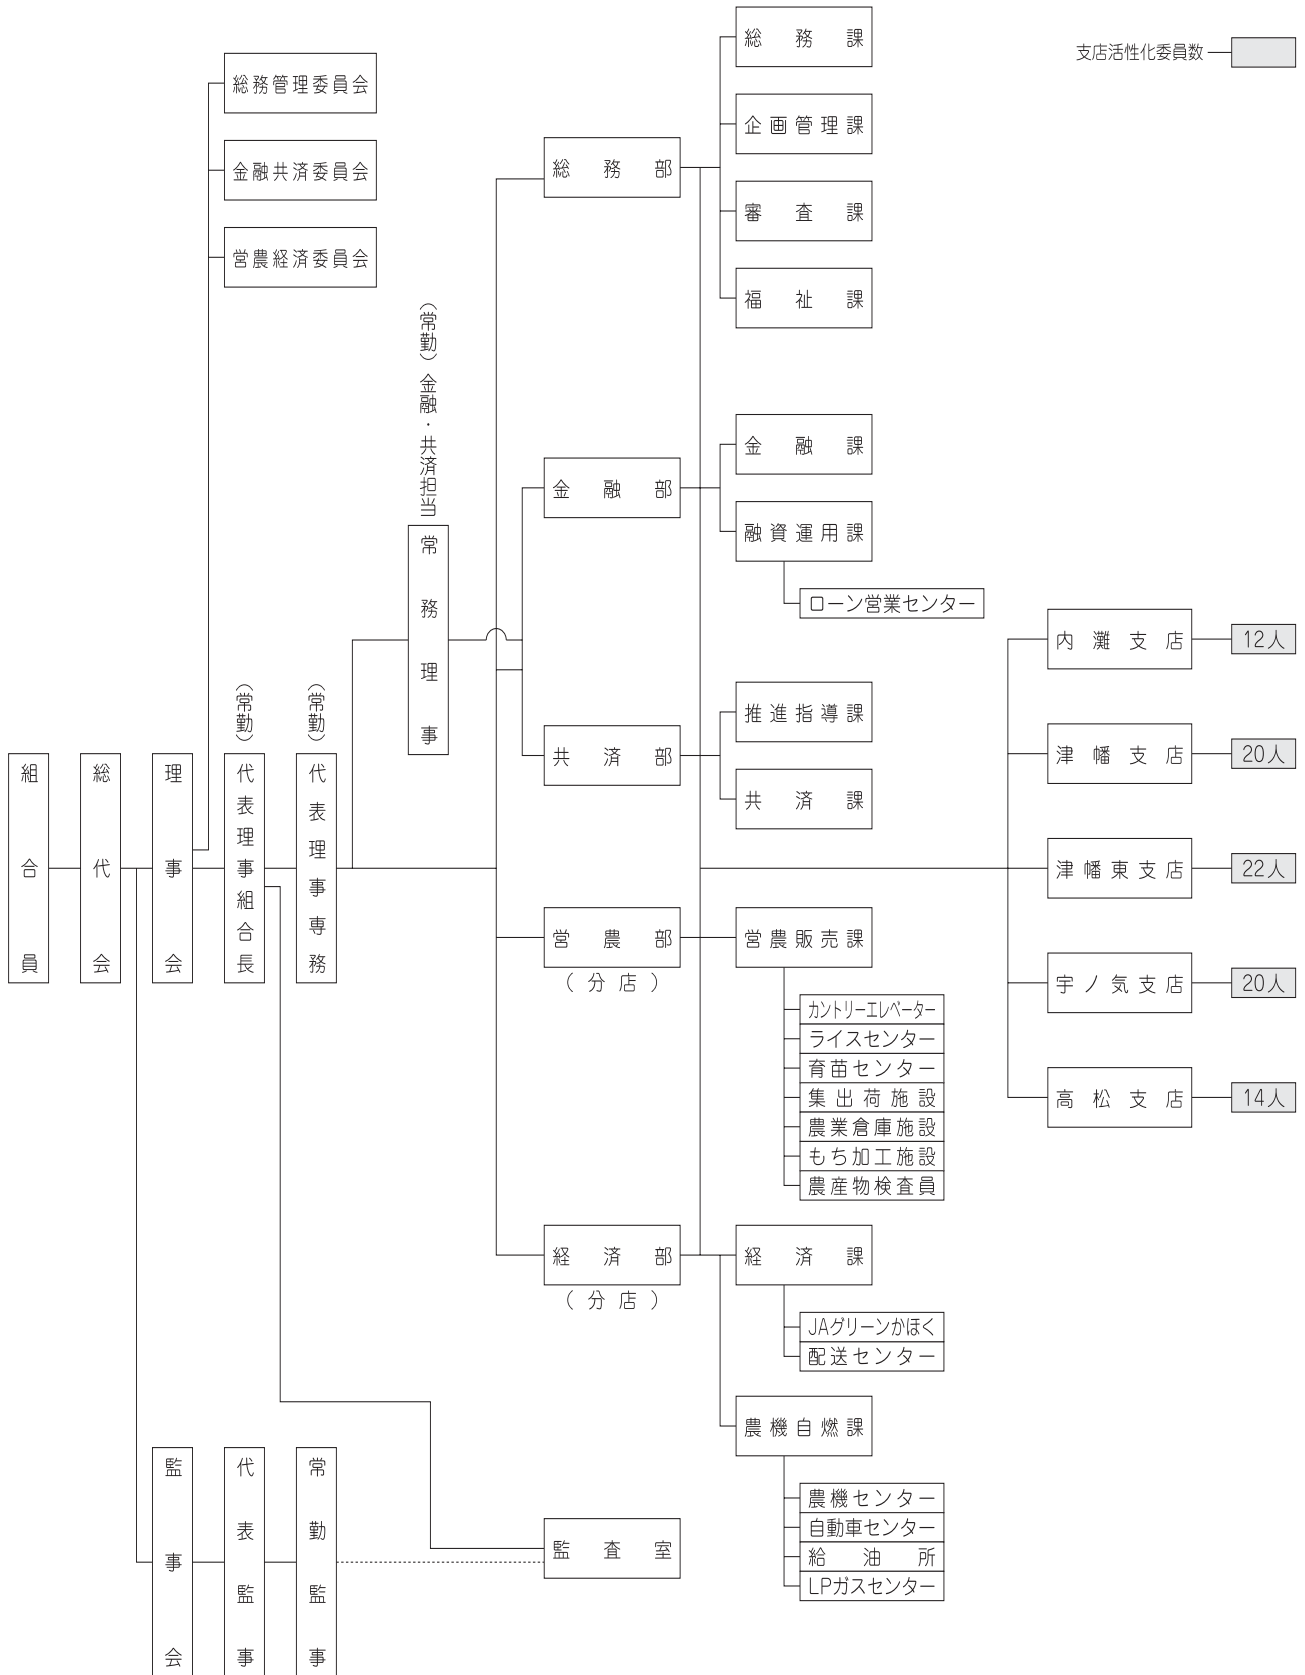 支店活性化委員数
総務管理委員会
金融共済委員会
営農経済委員会
組合員
総代会
理事会
(常勤)
代表理事組合長
(常勤)
代表理事専務
(常勤) 金融・共済担当
常務理事
監事会
代表監事
常勤監事
監査室
総務部
総務課
企画管理課
審査課
福祉課
金融部
金融課
融資運用課
ローン営業センター
共済部
推進指導課
共済課
営農部
(分店)
営農販売課
カントリーエレベーター
ライスセンター
育苗センター
集出荷施設
農業倉庫施設
もち加工施設
農産物検査員
経済部
(分店)
経済課
JAグリーンかほく
配送センター
農機自燃課
農機センター
自動車センター
給油所
LPガスセンター
内灘支店 12人
津幡支店 20人
津幡東支店 22人
宇ノ気支店 20人
高松支店 14人